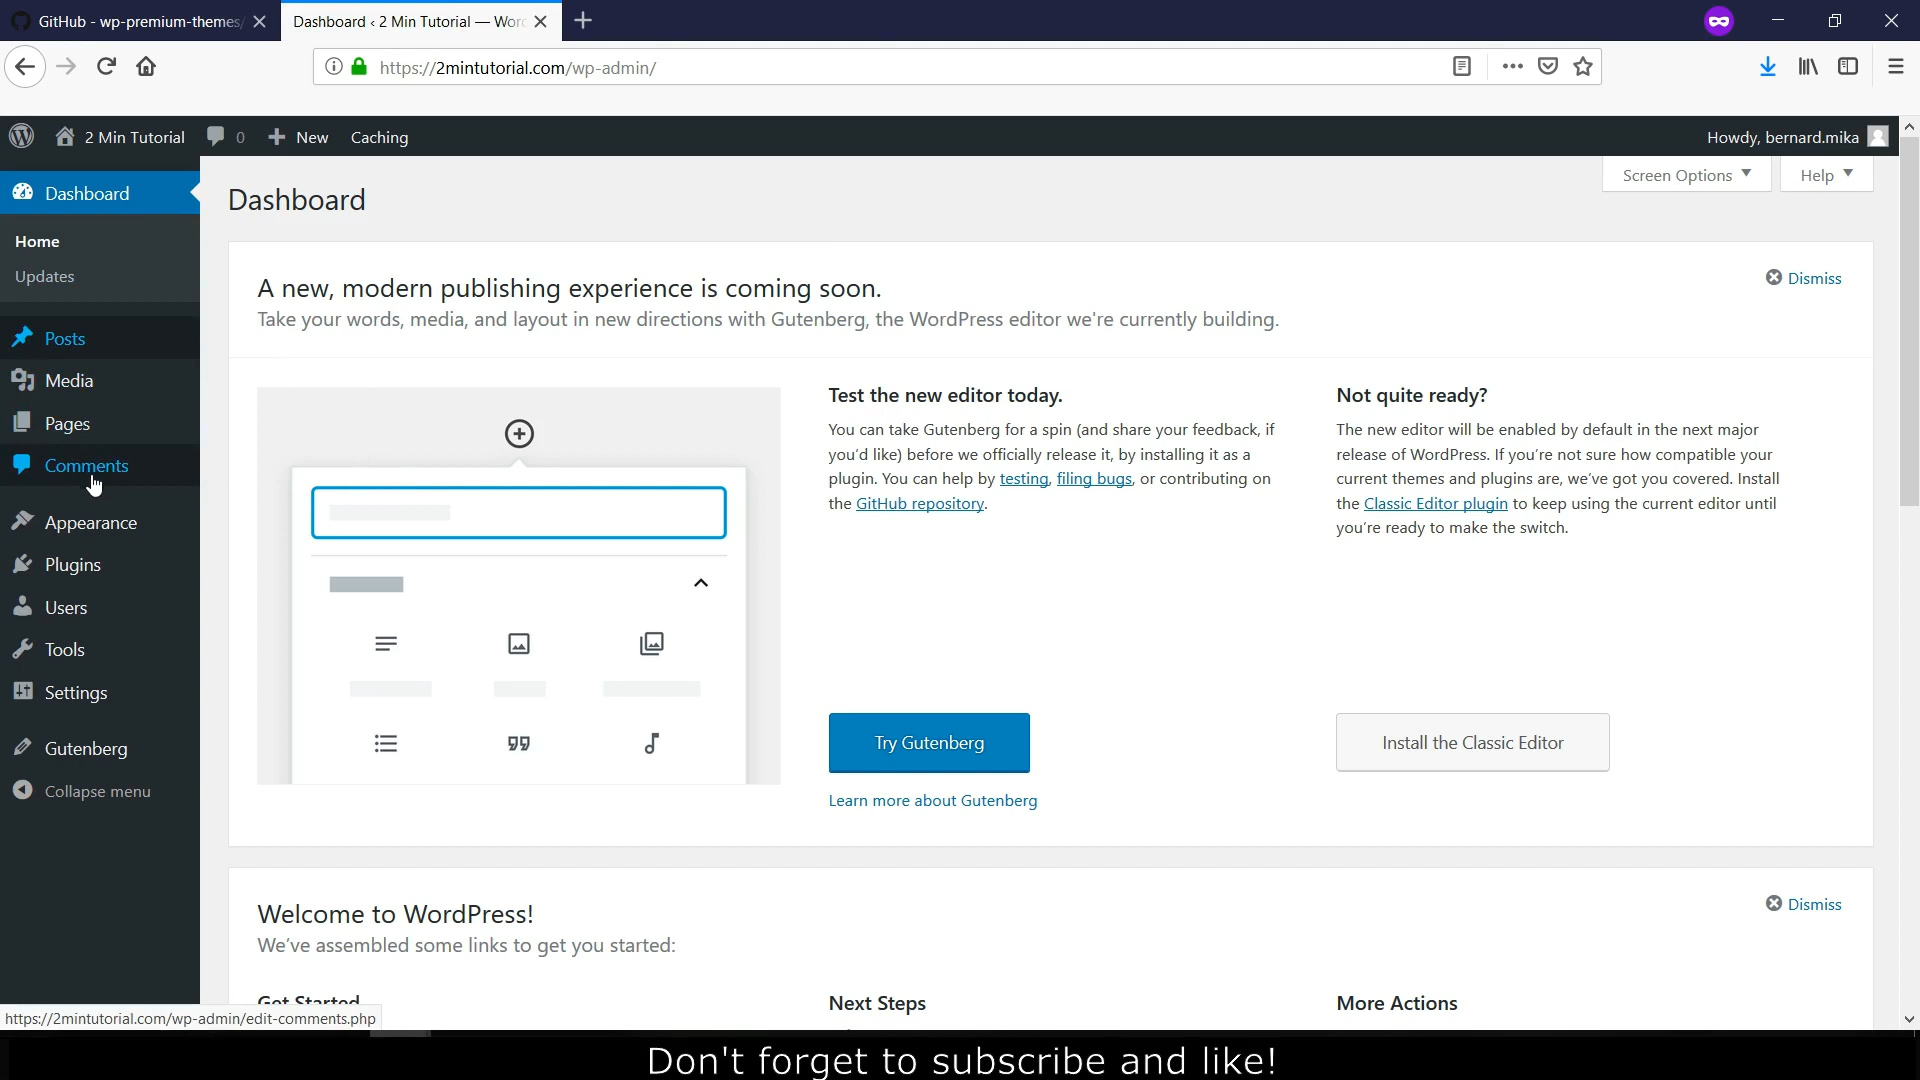 GitHub - wp-premium-themes/
Dashboard ‹ 2 Min Tutorial — Wor
https://2mintutorial.com/wp-admin/
2 Min Tutorial
0
New
Caching
Howdy, bernard.mika
Dashboard
Home
Updates
Posts
Media
Pages
Comments
Appearance
Plugins
Users
Tools
Settings
Gutenberg
Collapse menu
Dashboard
Screen Options
Help
A new, modern publishing experience is coming soon.
Dismiss
Take your words, media, and layout in new directions with Gutenberg, the WordPress editor we're currently building.
Test the new editor today.
You can take Gutenberg for a spin (and share your feedback, if
you'd like) before we officially release it, by installing it as a
plugin. You can help by testing, filing bugs, or contributing on
the GitHub repository.
Try Gutenberg
Learn more about Gutenberg
Not quite ready?
The new editor will be enabled by default in the next major
release of WordPress. If you're not sure how compatible your
current themes and plugins are, we've got you covered. Install
the Classic Editor plugin to keep using the current editor until
you're ready to make the switch.
Install the Classic Editor
Welcome to WordPress!
Dismiss
We've assembled some links to get you started:
Get Started
Next Steps
More Actions
https://2mintutorial.com/wp-admin/edit-comments.php
Don't forget to subscribe and like!